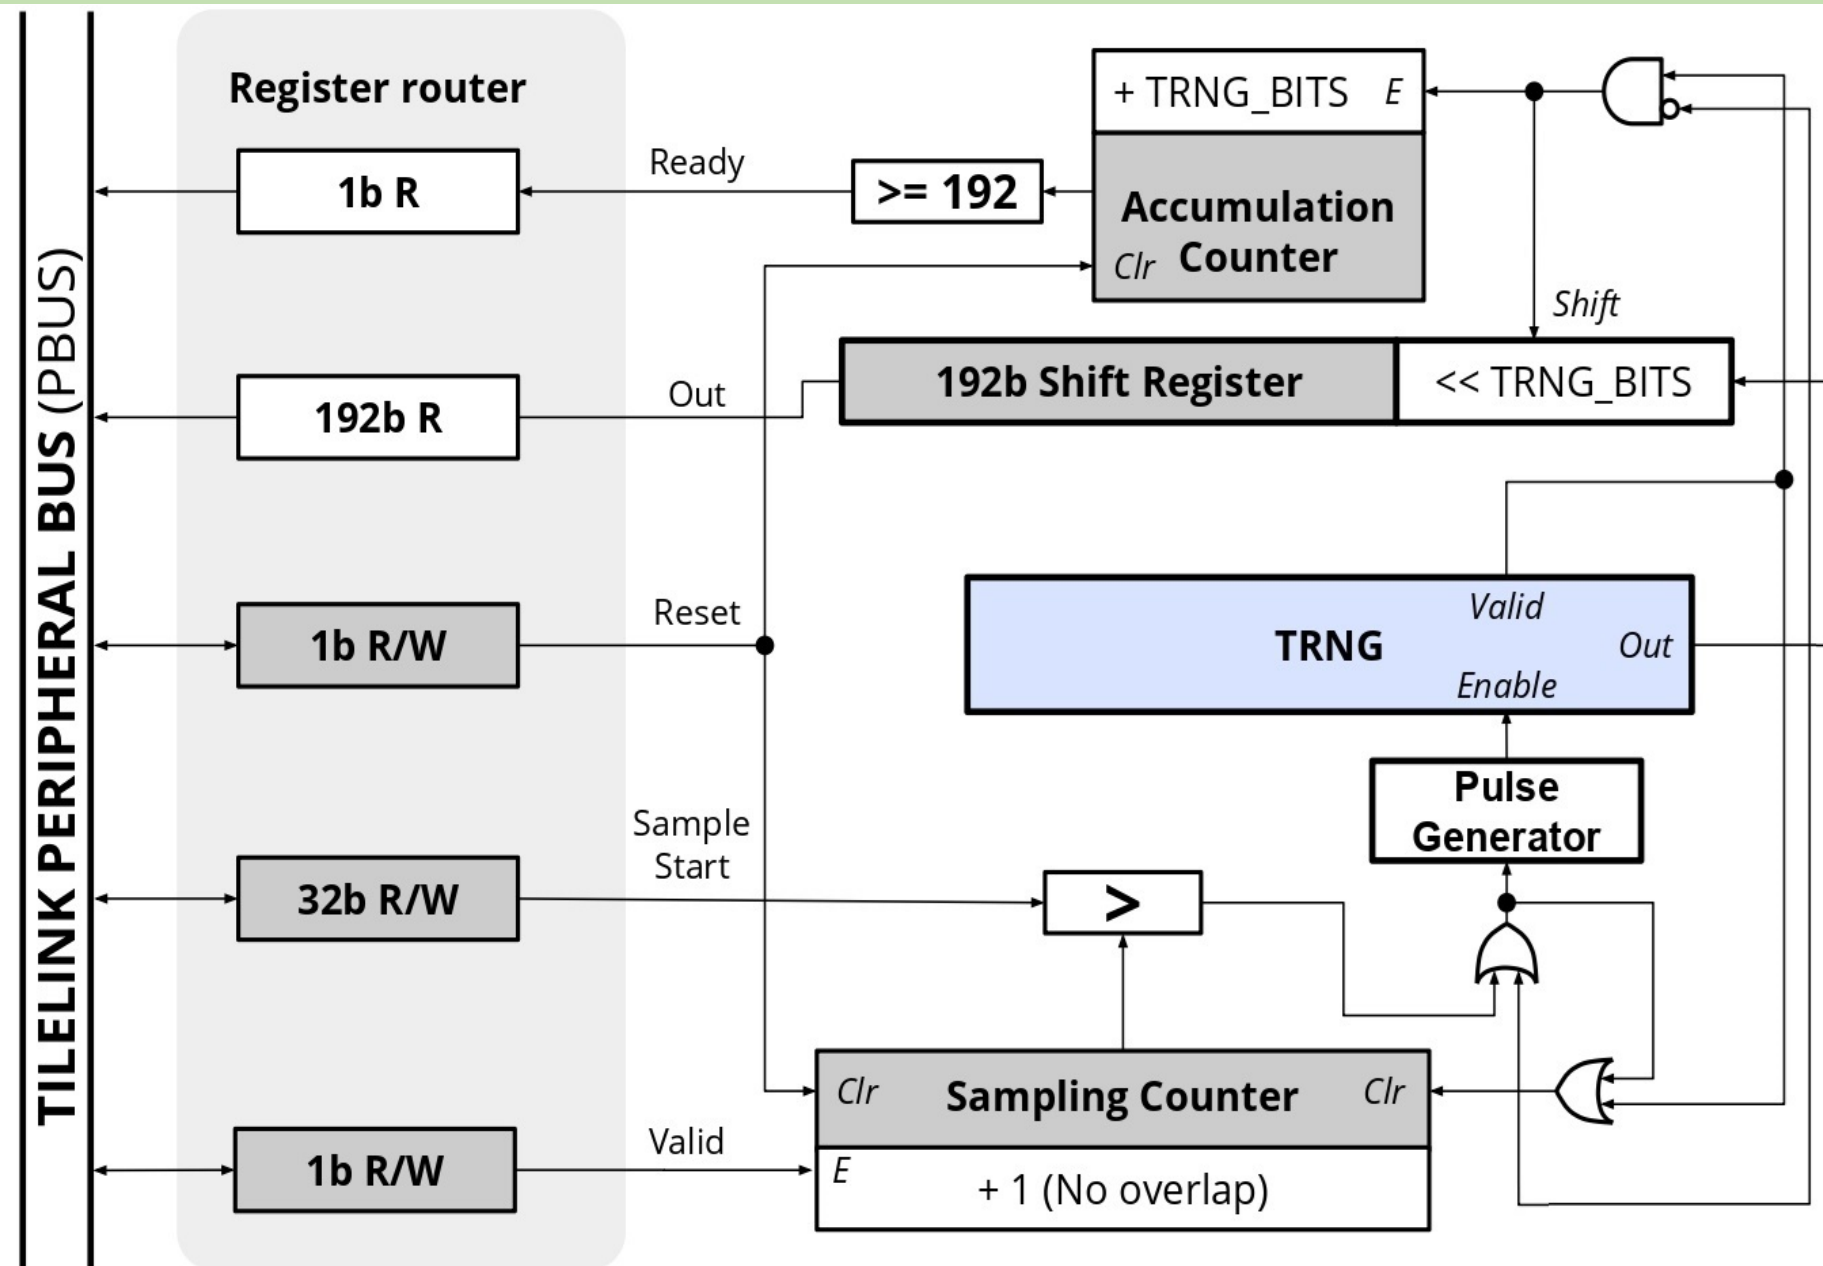 TILELINK PERIPHERAL BUS (PBUS)
Register router
1b R
Ready
>= 192
+ TRNG_BITS E
Accumulation
Clr Counter
Shift
192b R
Out
192b Shift Register
<< TRNG_BITS
1b R/W
Reset
Valid
TRNG
Out
Enable
Pulse
Generator
32b R/W
Sample
Start
>
Clr Sampling Counter Clr
1b R/W
Valid
E
+ 1 (No overlap)